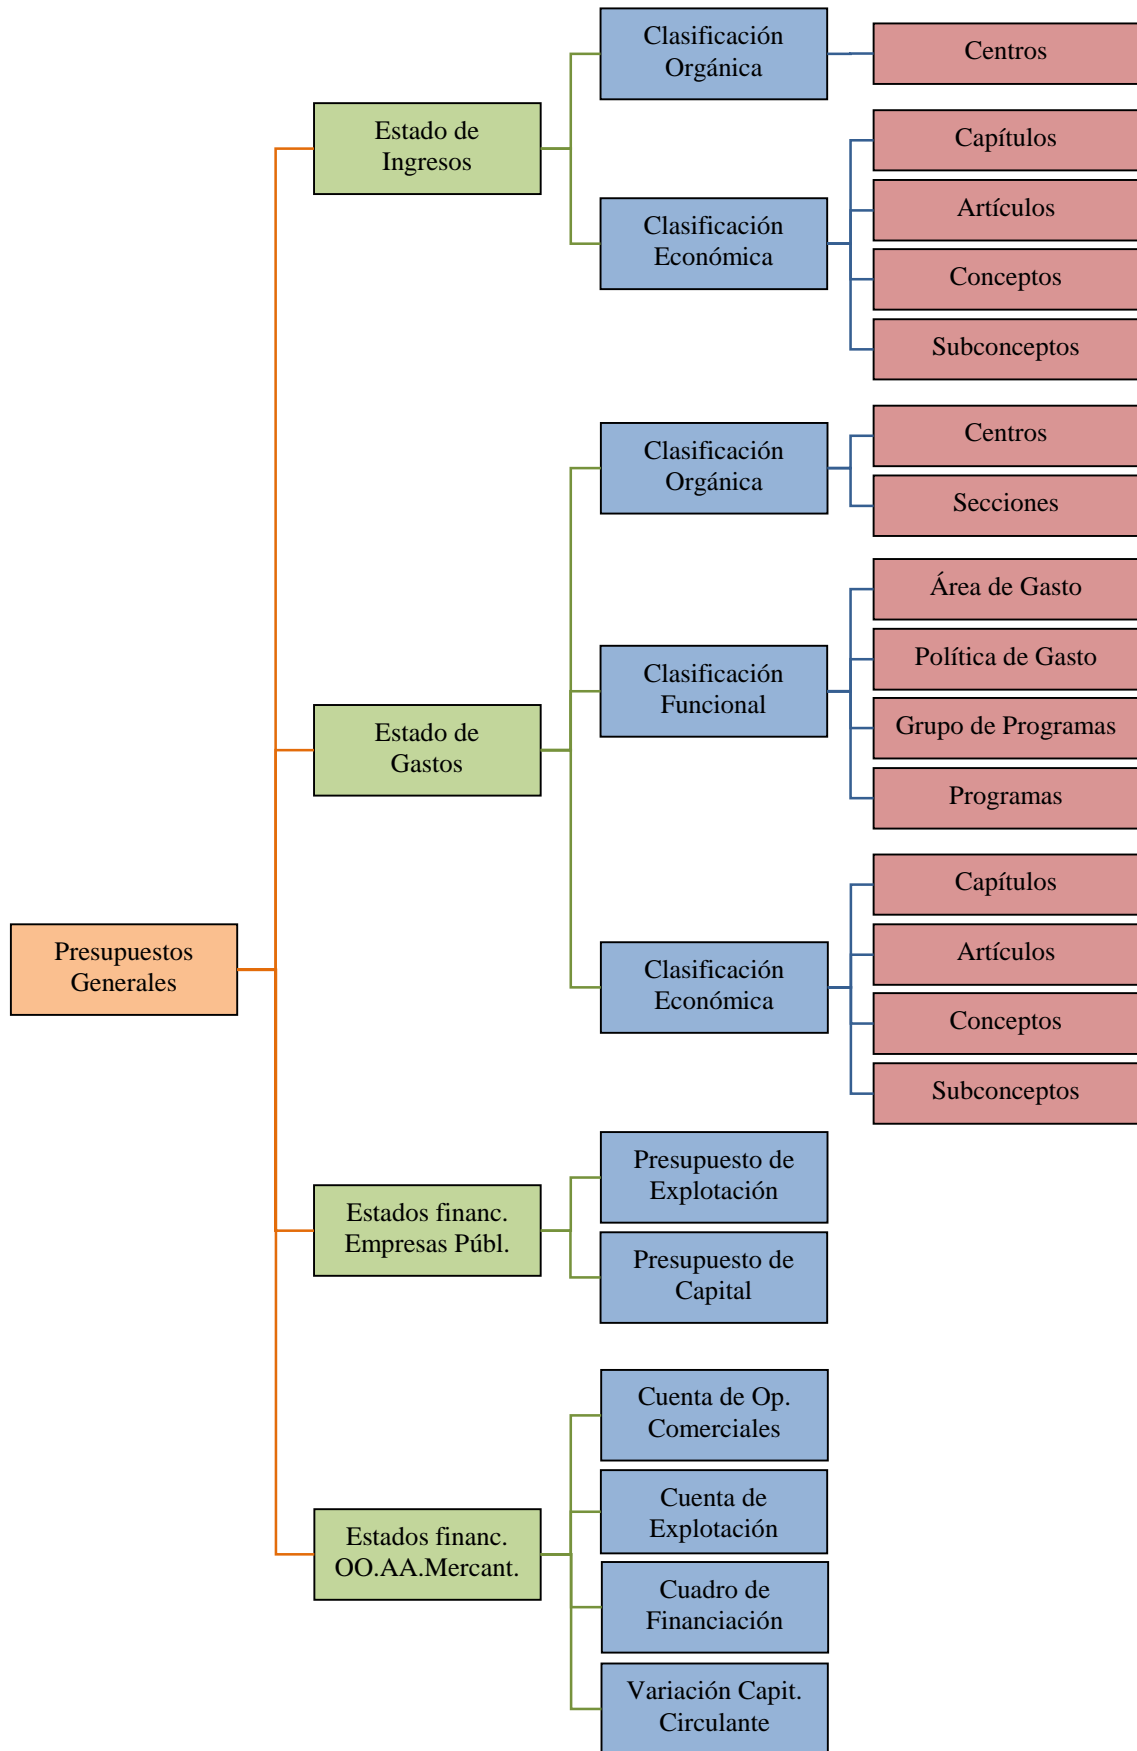 Presupuestos
Generales
Estado de
Ingresos
Clasificación
Orgánica
Centros
Clasificación
Económica
Capítulos
Artículos
Conceptos
Subconceptos
Estado de
Gastos
Clasificación
Orgánica
Centros
Secciones
Clasificación
Funcional
Área de Gasto
Política de Gasto
Grupo de Programas
Programas
Clasificación
Económica
Capítulos
Artículos
Conceptos
Subconceptos
Estados financ.
Empresas Públ.
Presupuesto de
Explotación
Presupuesto de
Capital
Estados financ.
OO.AA.Mercant.
Cuenta de Op.
Comerciales
Cuenta de
Explotación
Cuadro de
Financiación
Variación Capit.
Circulante